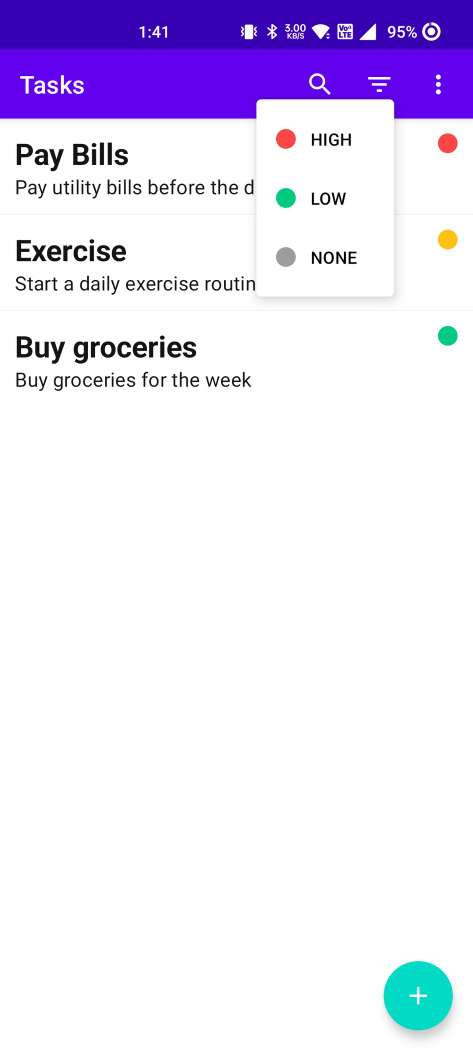 1:41 3.00 KB/S Vo) LTE 95%
Tasks
HIGH
LOW
NONE
Pay Bills
Pay utility bills before the d
Exercise
Start a daily exercise routin
Buy groceries
Buy groceries for the week